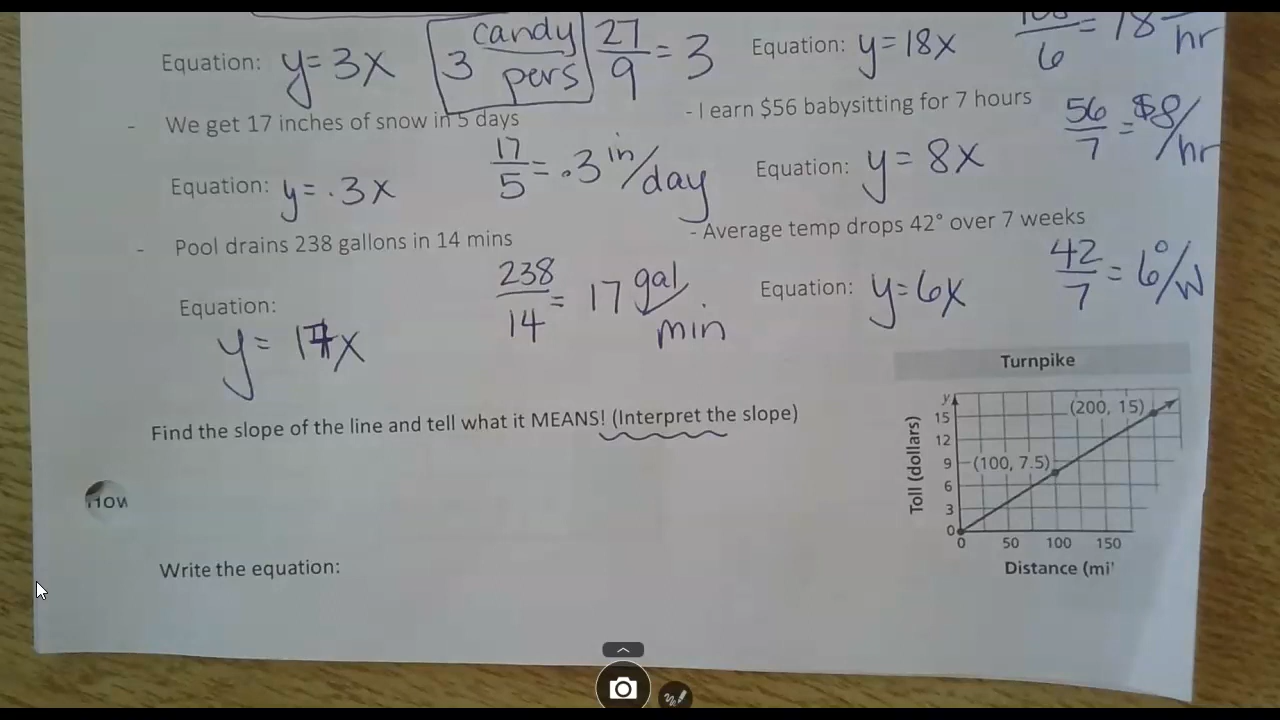 Equation: y = 3x
3 candy/pers
27/9 = 3
Equation: y = 18x
6 = 18
hr
- We get 17 inches of snow in 5 days
17/5 = .3 in/day
Equation: y = .3x
- I earn $56 babysitting for 7 hours
56/7 = $8/hr
Equation: y = 8x
- Pool drains 238 gallons in 14 mins
238/14 = 17 gal/min
Equation:
y = 17x
- Average temp drops 42° over 7 weeks
42/7 = 6°/W
Equation: y = 6x
Find the slope of the line and tell what it MEANS! (Interpret the slope)
Write the equation:
Turnpike
y
15
12
9
6
3
0
(200, 15)
(100, 7.5)
0 50 100 150
Toll (dollars)
Distance (mi